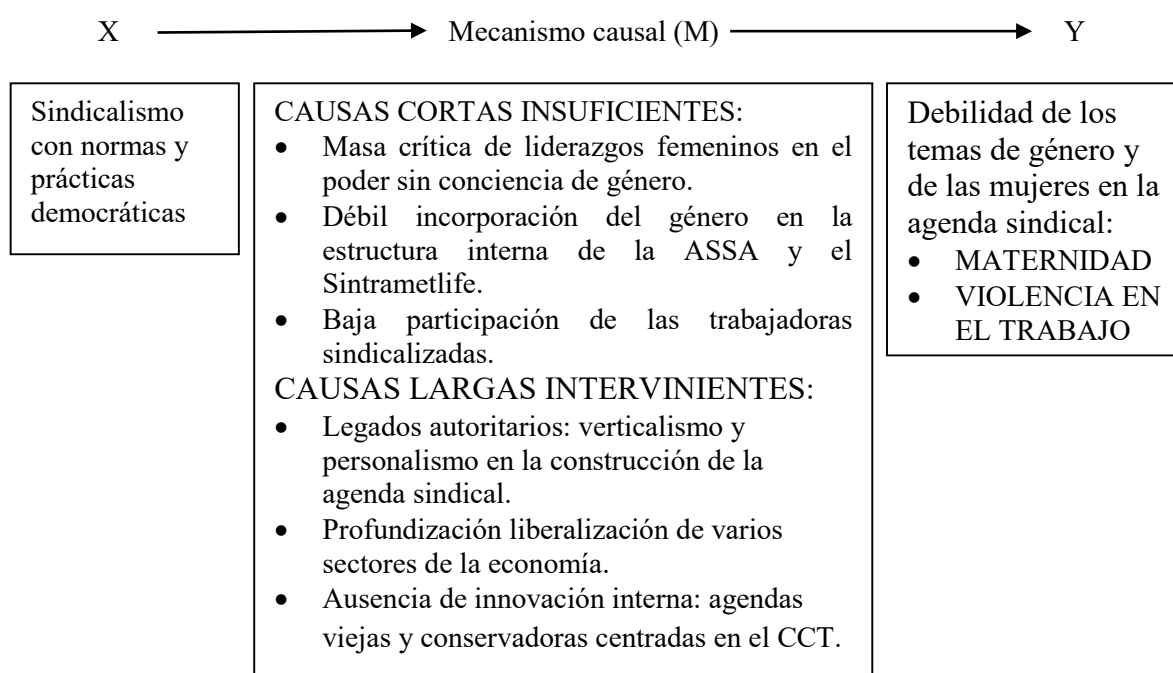 X Mecanismo causal (M) Y
Sindicalismo
con normas y
prácticas
democráticas
CAUSAS CORTAS INSUFICIENTES:
• Masa crítica de liderazgos femeninos en el
poder sin conciencia de género.
• Débil incorporación del género en la
estructura interna de la ASSA y el
Sintrametlife.
• Baja participación de las trabajadoras
sindicalizadas.
CAUSAS LARGAS INTERVINIENTES:
• Legados autoritarios: verticalismo y
personalismo en la construcción de la
agenda sindical.
• Profundización liberalización de varios
sectores de la economía.
• Ausencia de innovación interna: agendas
viejas y conservadoras centradas en el CCT.
Debilidad de los
temas de género y
de las mujeres en la
agenda sindical:
• MATERNIDAD
• VIOLENCIA EN
EL TRABAJO